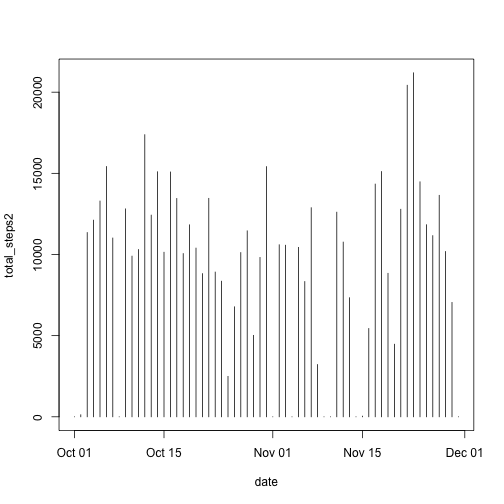 20000
15000
10000
5000
0
total_steps2
Oct 01
Oct 15
Nov 01
Nov 15
Dec 01
date